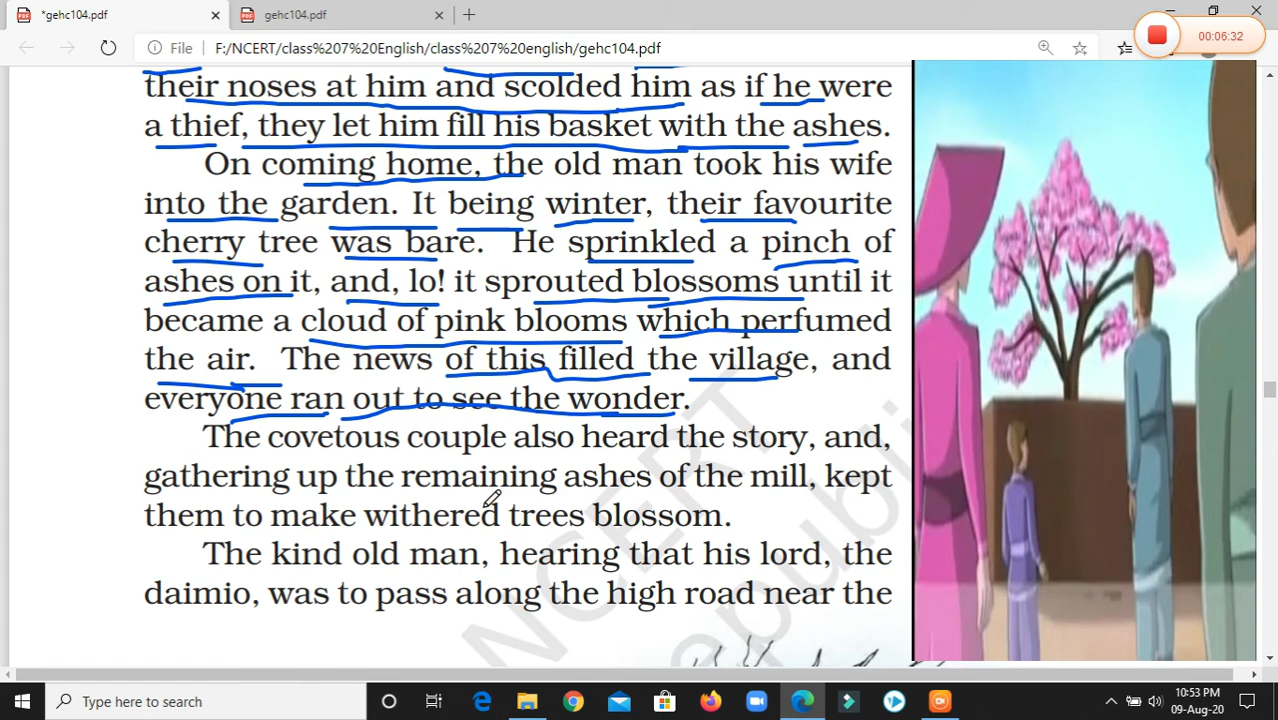 *gehc104.pdf
gehc104.pdf
File F:/NCERT/class%207%20English/class%207%20english/gehc104.pdf
00:06:32
their noses at him and scolded him as if he were
a thief, they let him fill his basket with the ashes.
On coming home, the old man took his wife
into the garden. It being winter, their favourite
cherry tree was bare. He sprinkled a pinch of
ashes on it, and, lo! it sprouted blossoms until it
became a cloud of pink blooms which perfumed
the air. The news of this filled the village, and
everyone ran out to see the wonder.
The covetous couple also heard the story, and,
gathering up the remaining ashes of the mill, kept
them to make withered trees blossom.
The kind old man, hearing that his lord, the
daimio, was to pass along the high road near the
NCERT
republi
Type here to search
10:53 PM
09-Aug-20